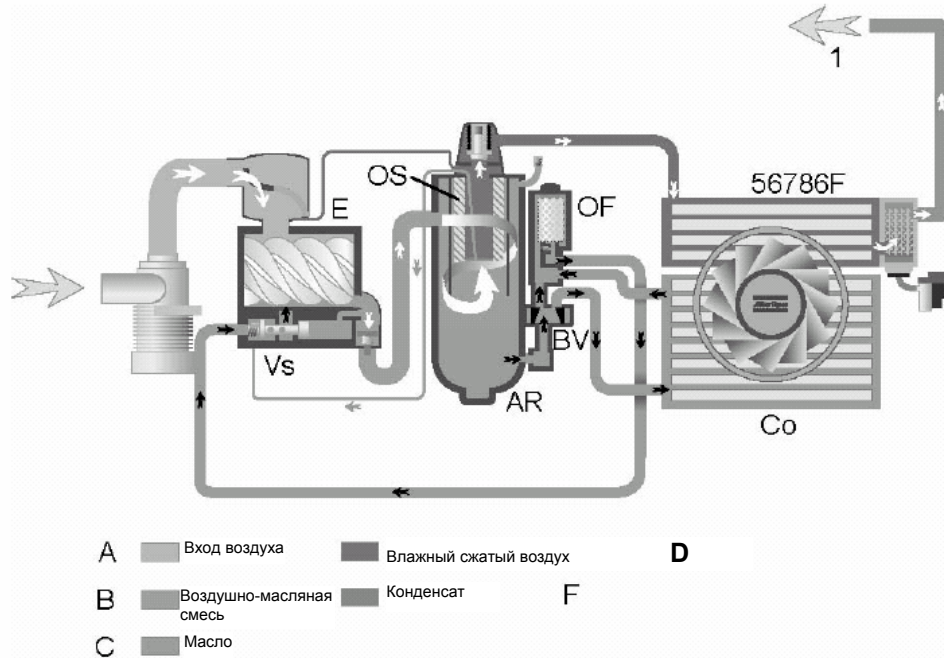 1
56786F
OS
OF
E
Vs
BV
AR
Co
A Вход воздуха Влажный сжатый воздух D
B Воздушно-масляная смесь Конденсат F
C Масло